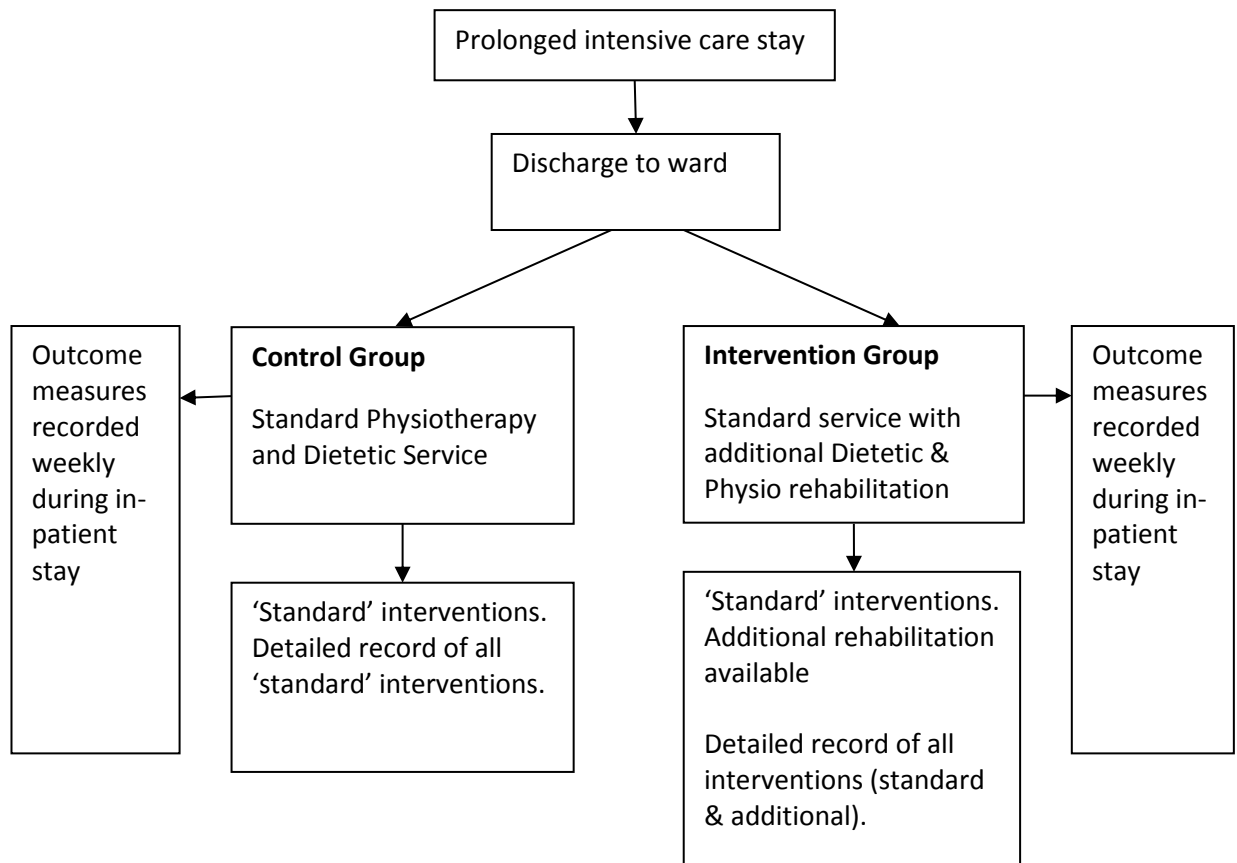 Prolonged intensive care stay
Discharge to ward
Outcome
measures
recorded
weekly
during in-
patient
stay
Control Group
Standard Physiotherapy
and Dietetic Service
Intervention Group
Standard service with
additional Dietetic &
Physio rehabilitation
Outcome
measures
recorded
weekly
during in-
patient
stay
‘Standard’ interventions.
Detailed record of all
‘standard’ interventions.
‘Standard’ interventions.
Additional rehabilitation
available
Detailed record of all
interventions (standard
& additional).